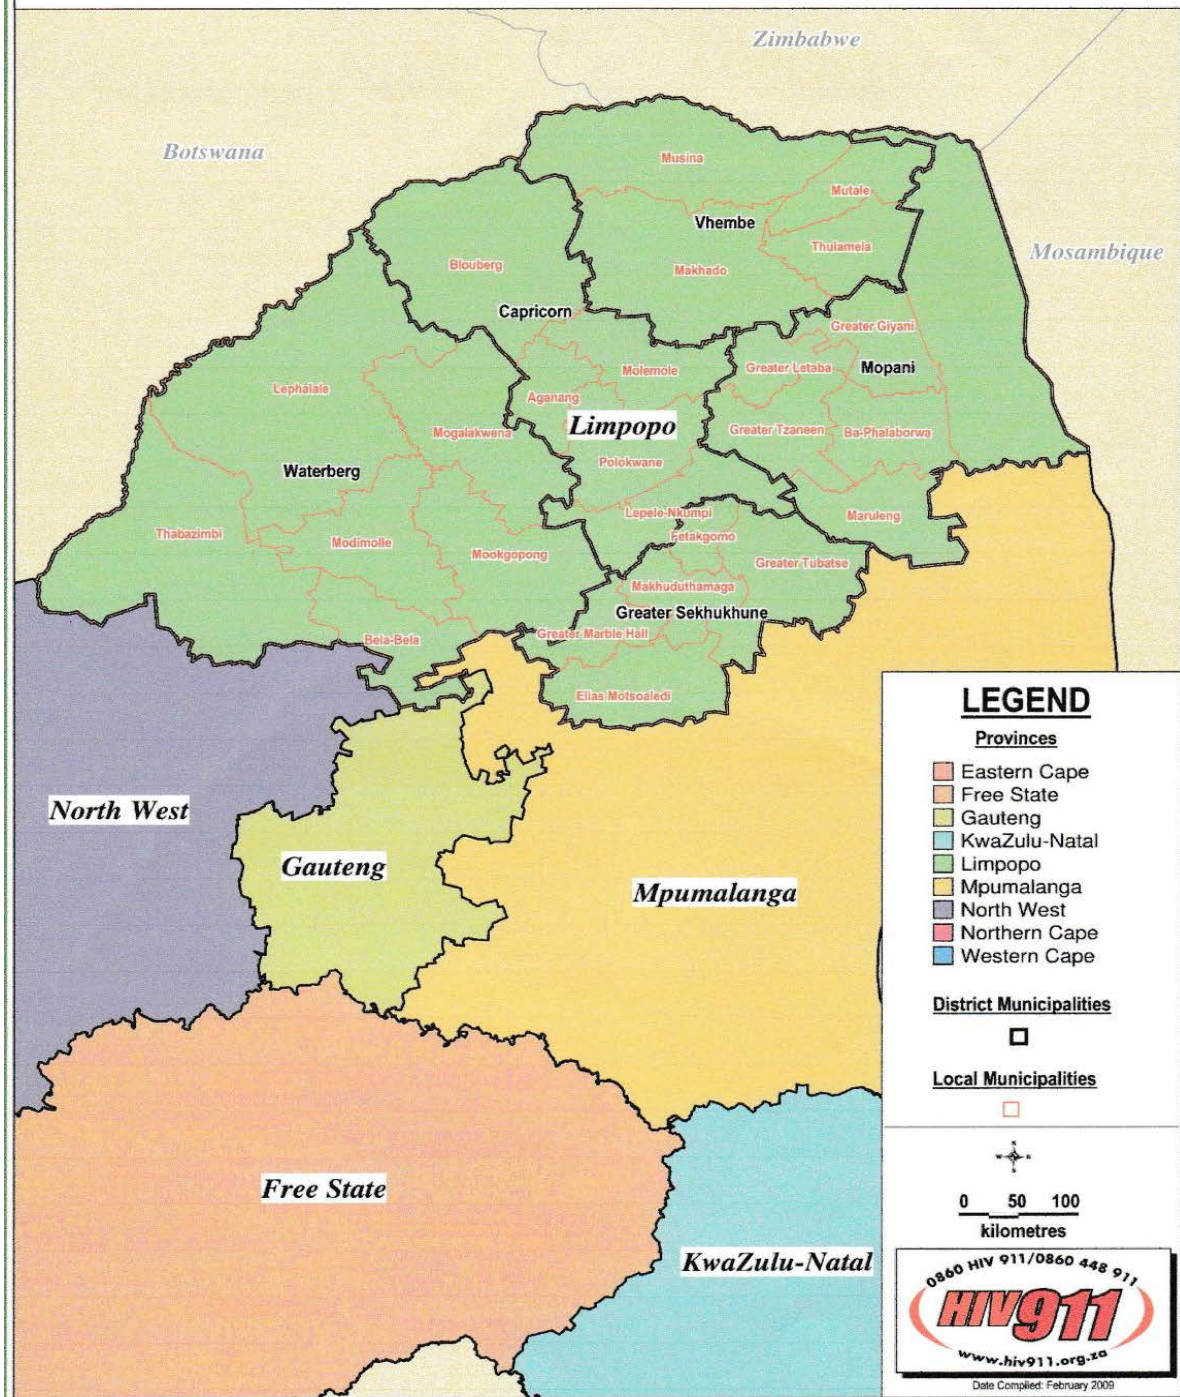 Zimbabwe
Botswana
Musina
Mutale
Vhembe
Thulamela
Mosambique
Blouberg
Makhado
Capricorn
Greater Giyani
Molemole
Greater Letaba
Mopani
Lephalale
Aganang
Limpopo
Mogalakwena
Greater Tzaneen
Ba-Phalaborwa
Waterberg
Polokwane
Lepele-Nkumpi
Maruleng
Thabazimbi
Modimolle
Fetakgomo
Mookgopong
Greater Tubatse
Makhuduthamaga
Greater Sekhukhune
Bela-Bela
Greater Marble Hall
Elias Motsoaledi
North West
Gauteng
Mpumalanga
Free State
KwaZulu-Natal
LEGEND
Provinces
Eastern Cape
Free State
Gauteng
KwaZulu-Natal
Limpopo
Mpumalanga
North West
Northern Cape
Western Cape
District Municipalities
Local Municipalities
N
W E
S
0 50 100
kilometres
0860 HIV 911/0860 448 911
HIV911
www.hiv911.org.za
Date Compiled: February 2009